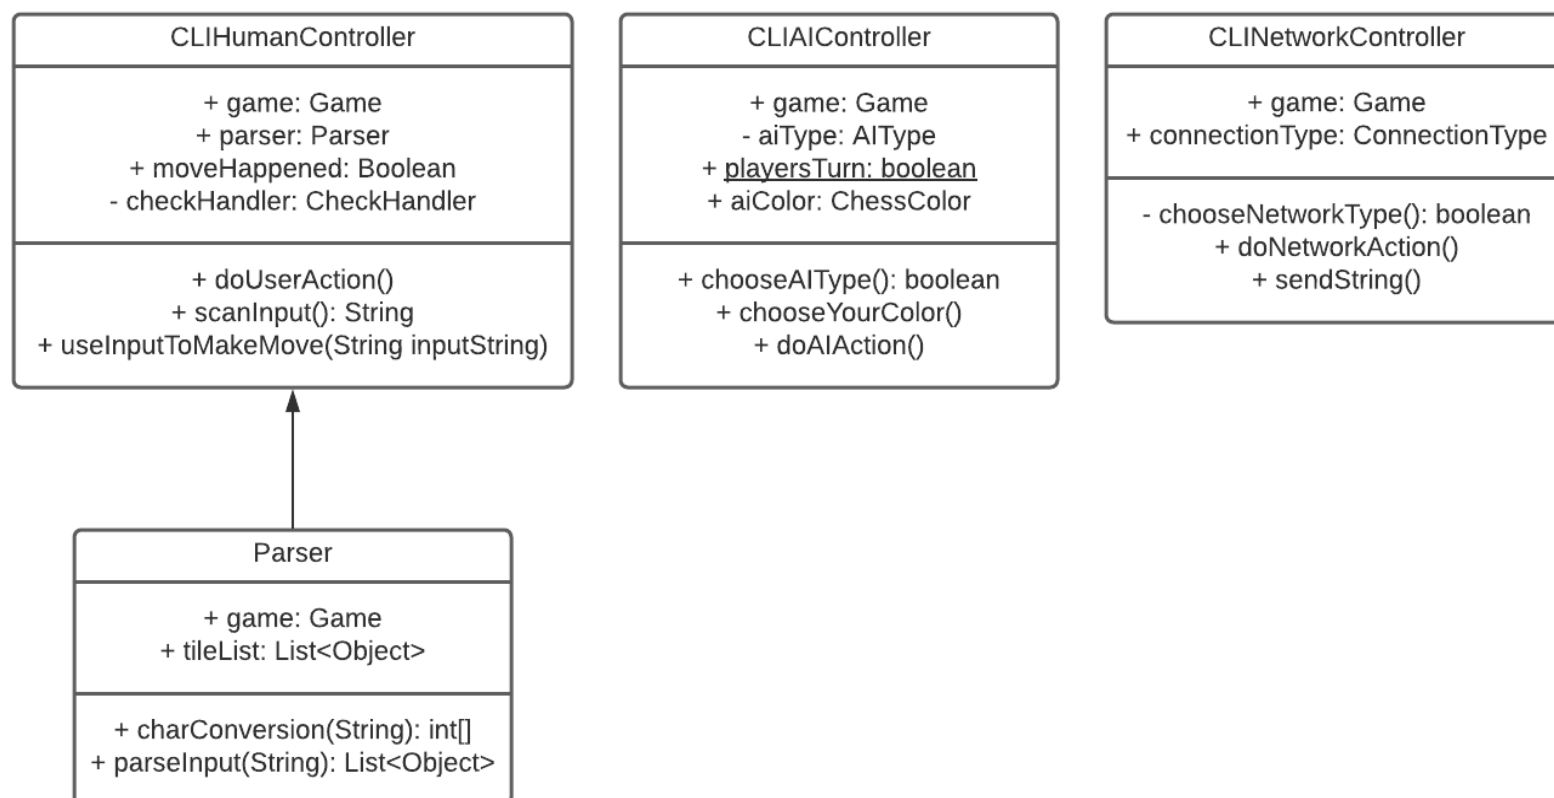 CLIHumanController
+ game: Game
+ parser: Parser
+ moveHappened: Boolean
- checkHandler: CheckHandler
+ doUserAction()
+ scanInput(): String
+ useInputToMakeMove(String inputString)
CLIAIController
+ game: Game
- aiType: AIType
+ playersTurn: boolean
+ aiColor: ChessColor
+ chooseAIType(): boolean
+ chooseYourColor()
+ doAIAction()
CLINetworkController
+ game: Game
+ connectionType: ConnectionType
- chooseNetworkType(): boolean
+ doNetworkAction()
+ sendString()
Parser
+ game: Game
+ tileList: List<Object>
+ charConversion(String): int[]
+ parseInput(String): List<Object>